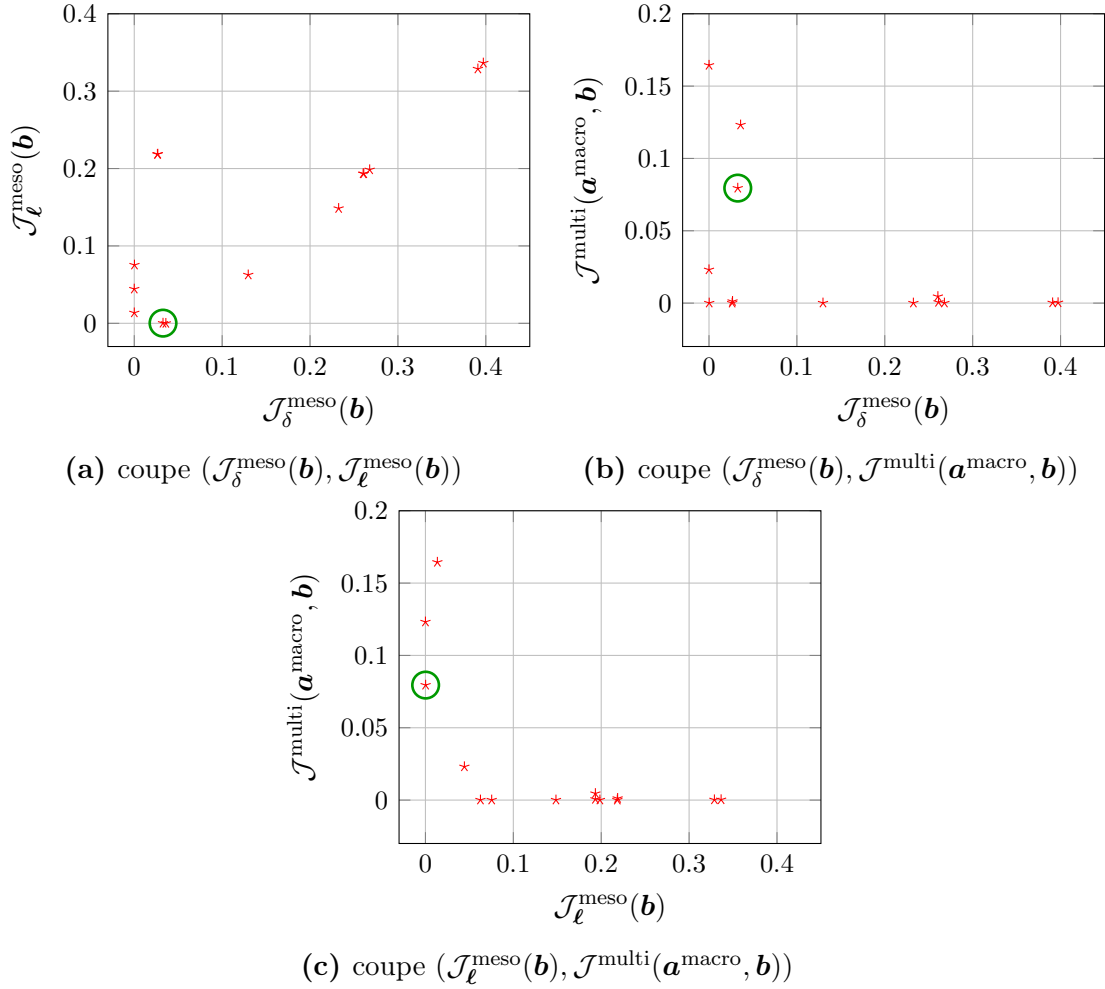 0.4
0.3
0.2
0.1
0
0 0.1 0.2 0.3 0.4
𝒥_ℓ^meso(b)
𝒥_δ^meso(b)
(a) coupe (𝒥_δ^meso(b), 𝒥_ℓ^meso(b))
0.2
0.15
0.1
0.05
0
0 0.1 0.2 0.3 0.4
𝒥^multi(a^macro, b)
𝒥_δ^meso(b)
(b) coupe (𝒥_δ^meso(b), 𝒥^multi(a^macro, b))
0.2
0.15
0.1
0.05
0
0 0.1 0.2 0.3 0.4
𝒥^multi(a^macro, b)
𝒥_ℓ^meso(b)
(c) coupe (𝒥_ℓ^meso(b), 𝒥^multi(a^macro, b))